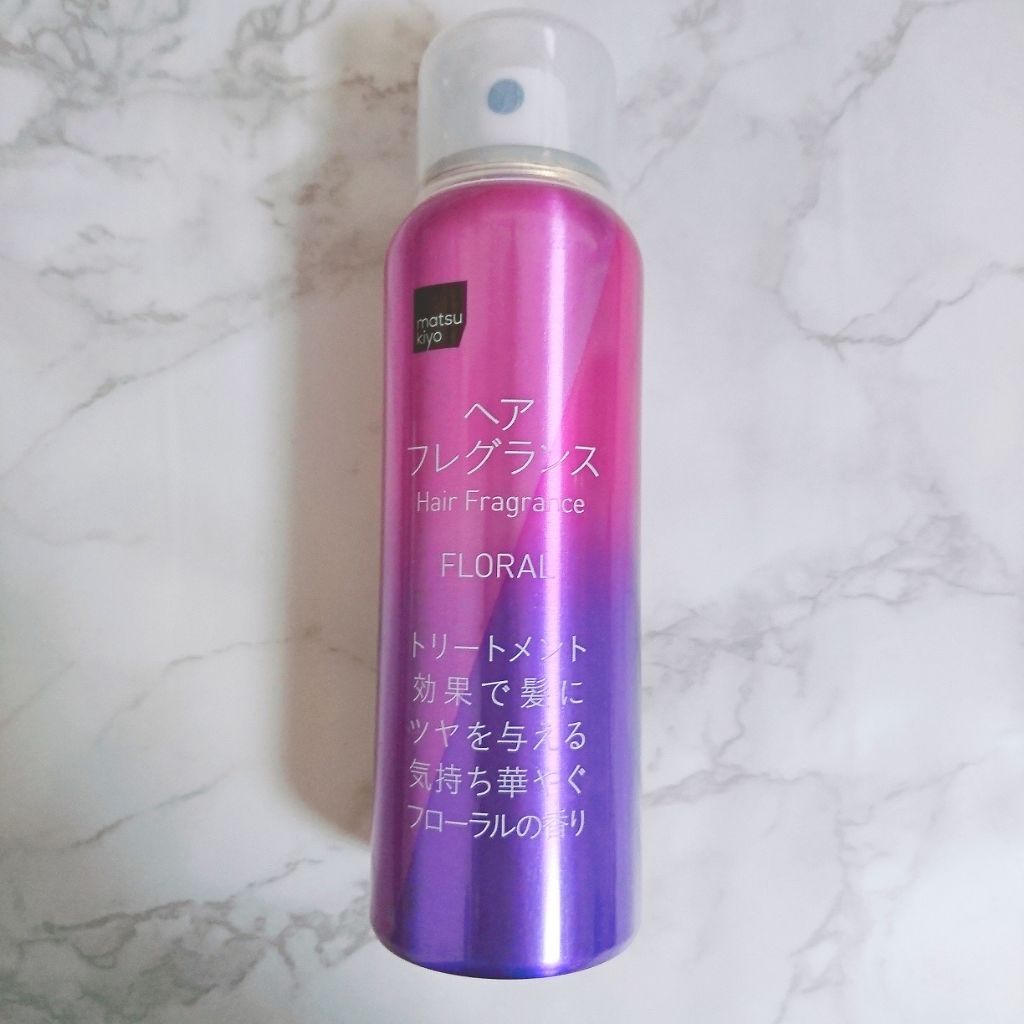 matsu
kiyo
ヘア
フレグランス
Hair Fragrance
FLORAL
トリートメント
効果で髪に
ツヤを与える
気持ち華やぐ
フローラルの香り